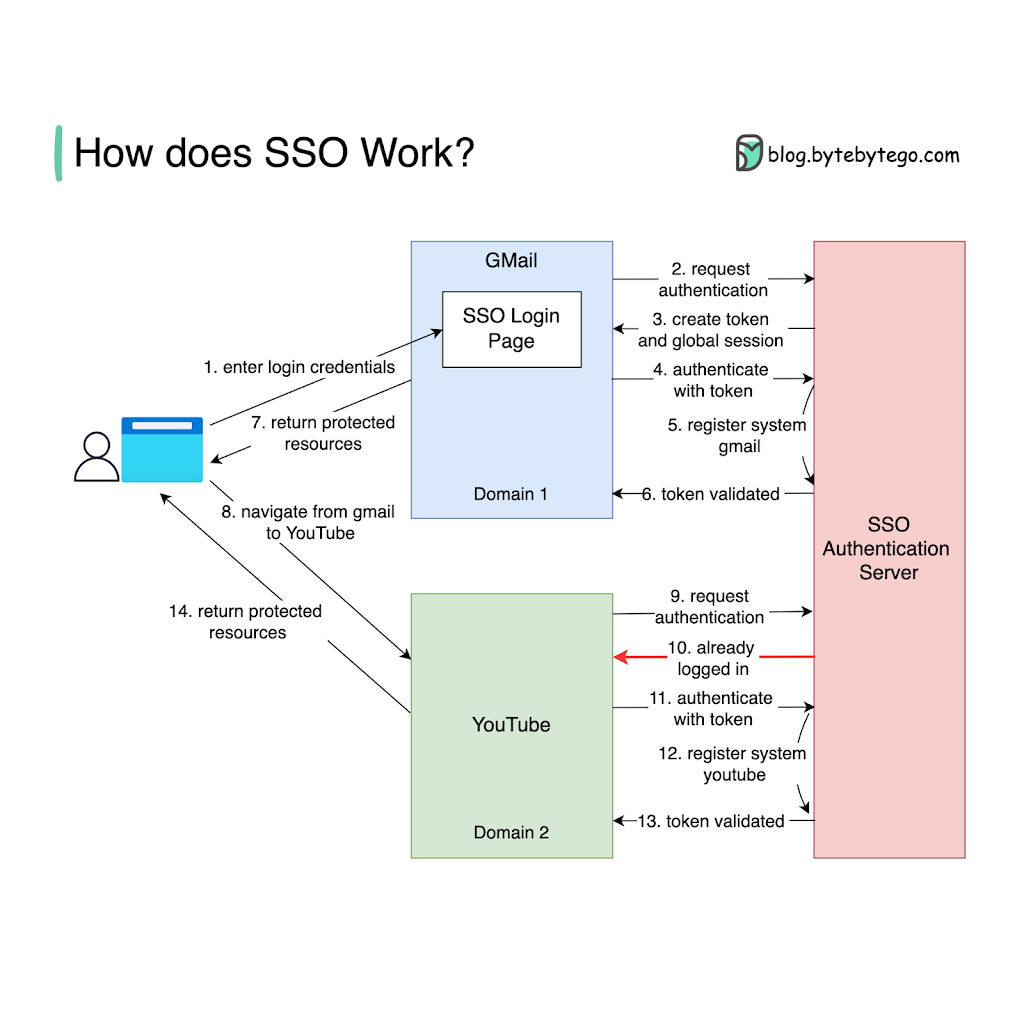 How does SSO Work?
blog.bytebytego.com
GMail
SSO Login
Page
Domain 1
1. enter login credentials
2. request
authentication
3. create token
and global session
4. authenticate
with token
5. register system
gmail
6. token validated
7. return protected
resources
8. navigate from gmail
to YouTube
SSO
Authentication
Server
9. request
authentication
10. already
logged in
11. authenticate
with token
12. register system
youtube
13. token validated
14. return protected
resources
YouTube
Domain 2